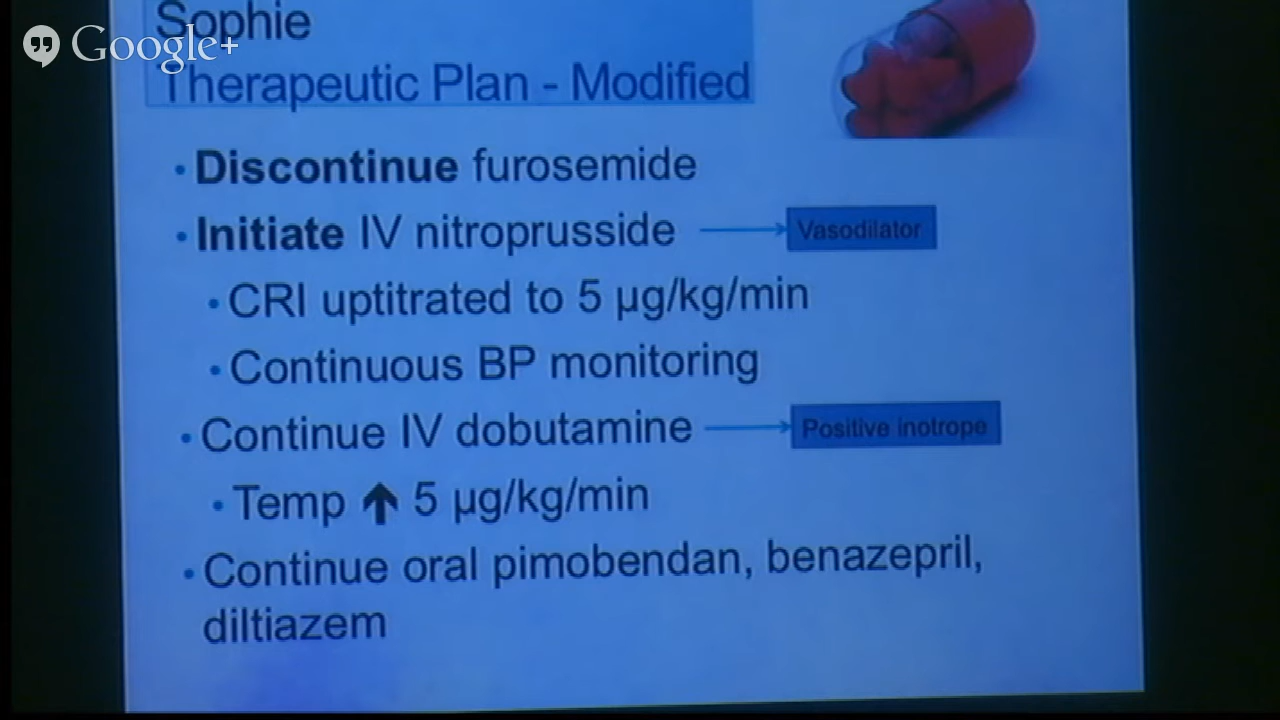 Google+
Sophie
Therapeutic Plan - Modified
• Discontinue furosemide
• Initiate IV nitroprusside
Vasodilator
• CRI uptitrated to 5 µg/kg/min
• Continuous BP monitoring
• Continue IV dobutamine
Positive inotrope
• Temp ↑ 5 µg/kg/min
• Continue oral pimobendan, benazepril,
diltiazem